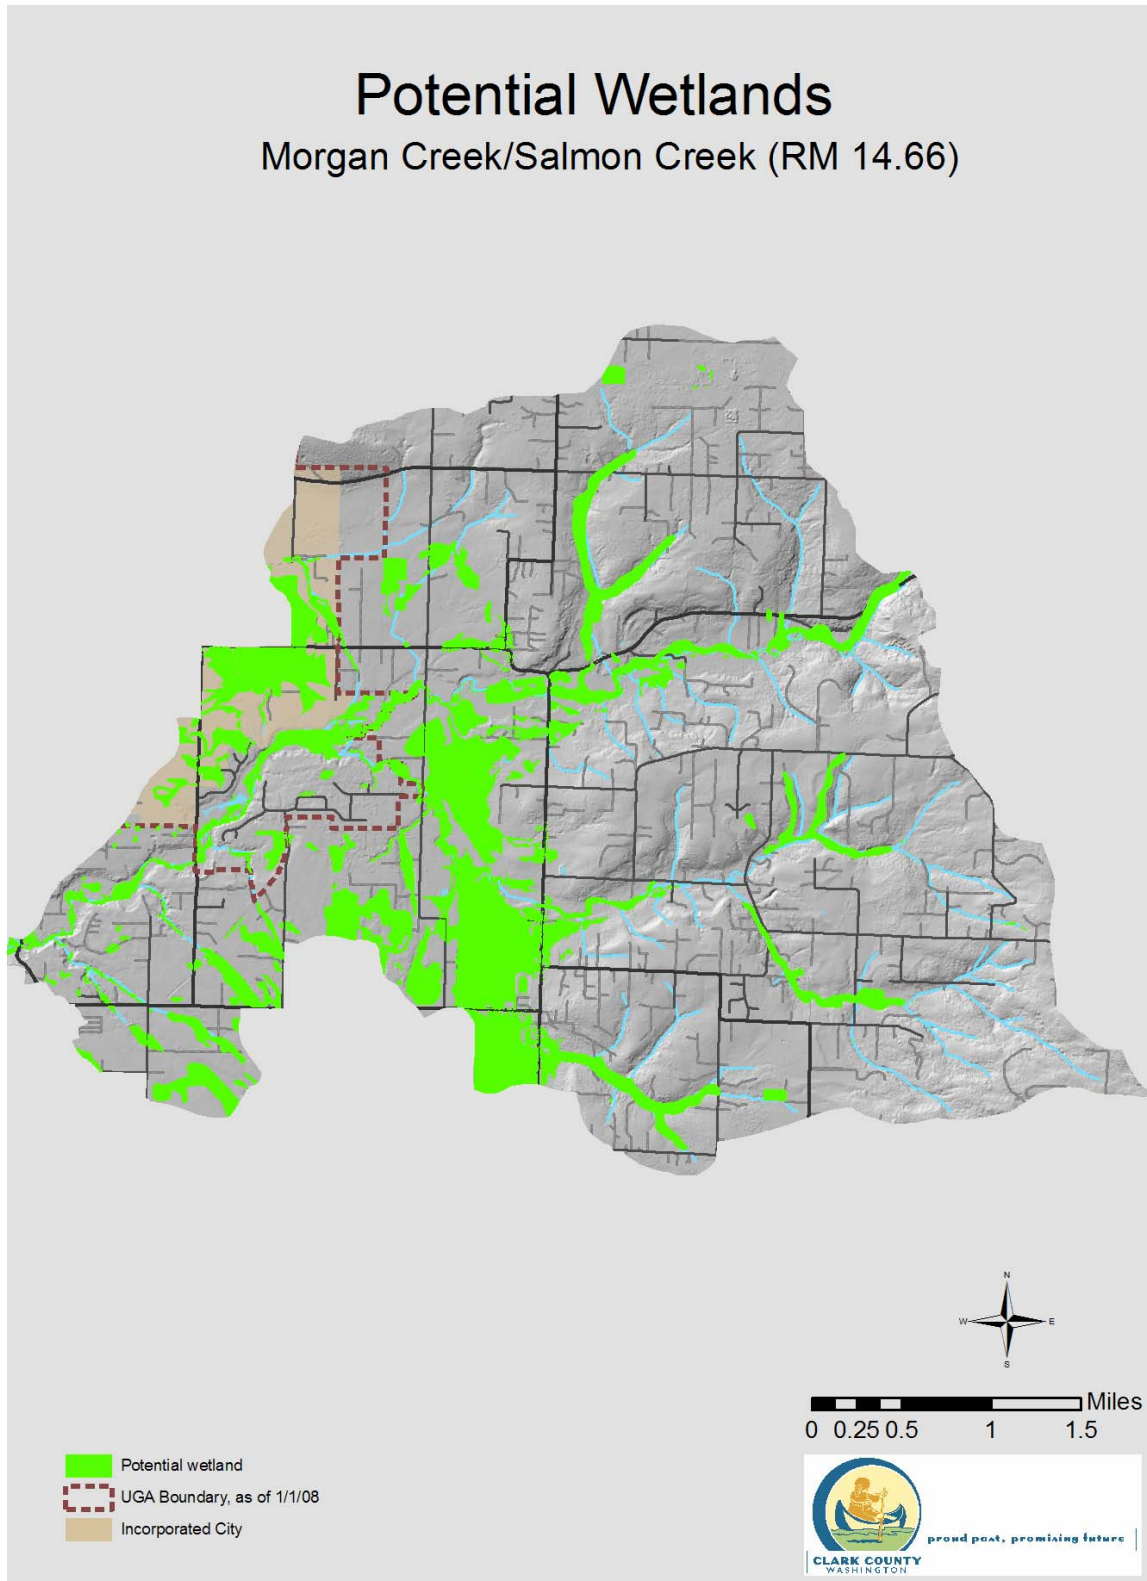 Potential Wetlands
Morgan Creek/Salmon Creek (RM 14.66)
N
W E
S
Miles
0 0.25 0.5 1 1.5
Potential wetland
UGA Boundary, as of 1/1/08
Incorporated City
proud past, promising future
CLARK COUNTY
WASHINGTON